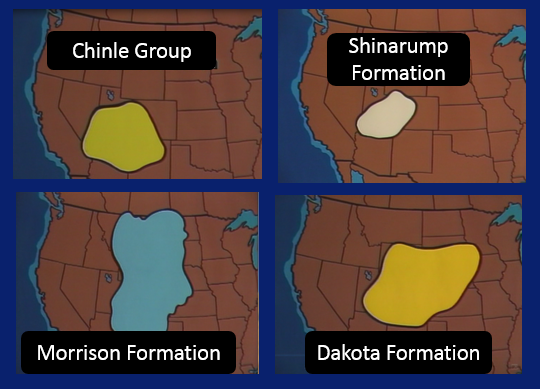 Chinle Group
Shinarump
Formation
Morrison Formation
Dakota Formation